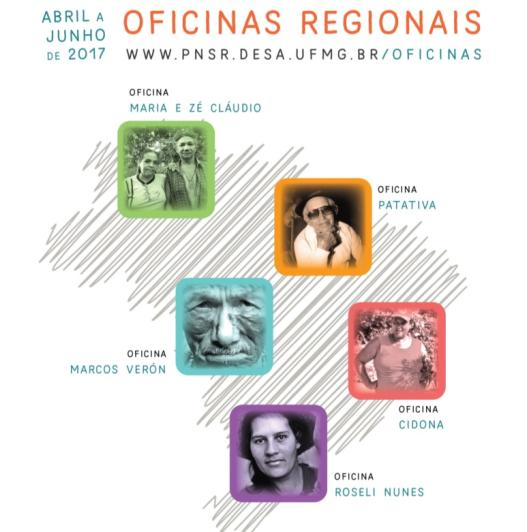 ABRIL A
JUNHO
DE 2017
OFICINAS REGIONAIS
WWW.PNSR.DESA.UFMG.BR/OFICINAS
OFICINA
MARIA E ZÉ CLÁUDIO
OFICINA
PATATIVA
OFICINA
MARCOS VERÓN
OFICINA
CIDONA
OFICINA
ROSELI NUNES